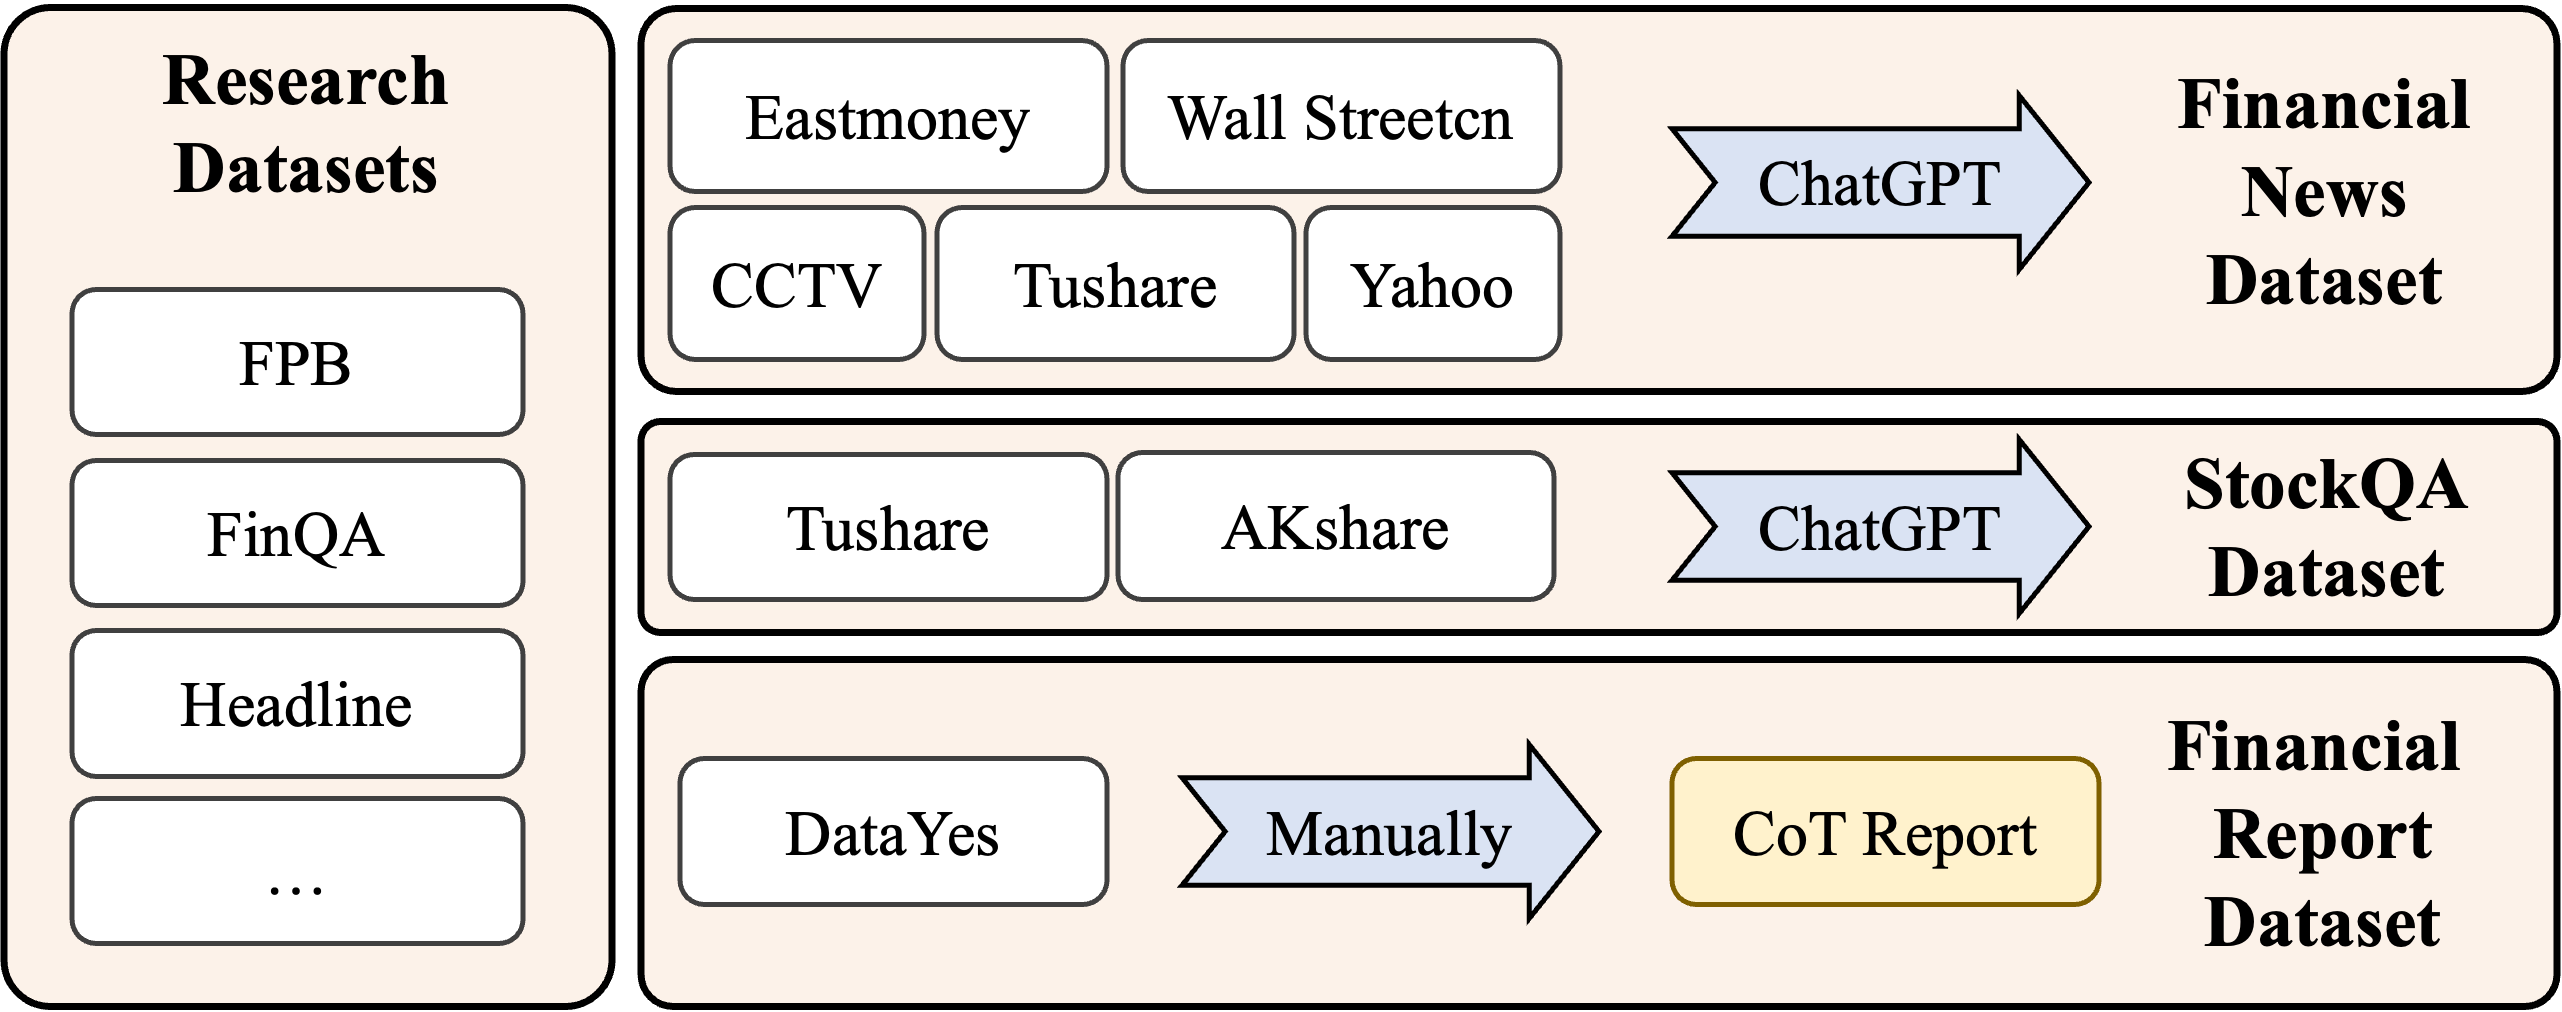 Research
Datasets
FPB
FinQA
Headline
...
Eastmoney
Wall Streetcn
CCTV
Tushare
Yahoo
ChatGPT
Financial
News
Dataset
Tushare
AKshare
ChatGPT
StockQA
Dataset
DataYes
Manually
CoT Report
Financial
Report
Dataset